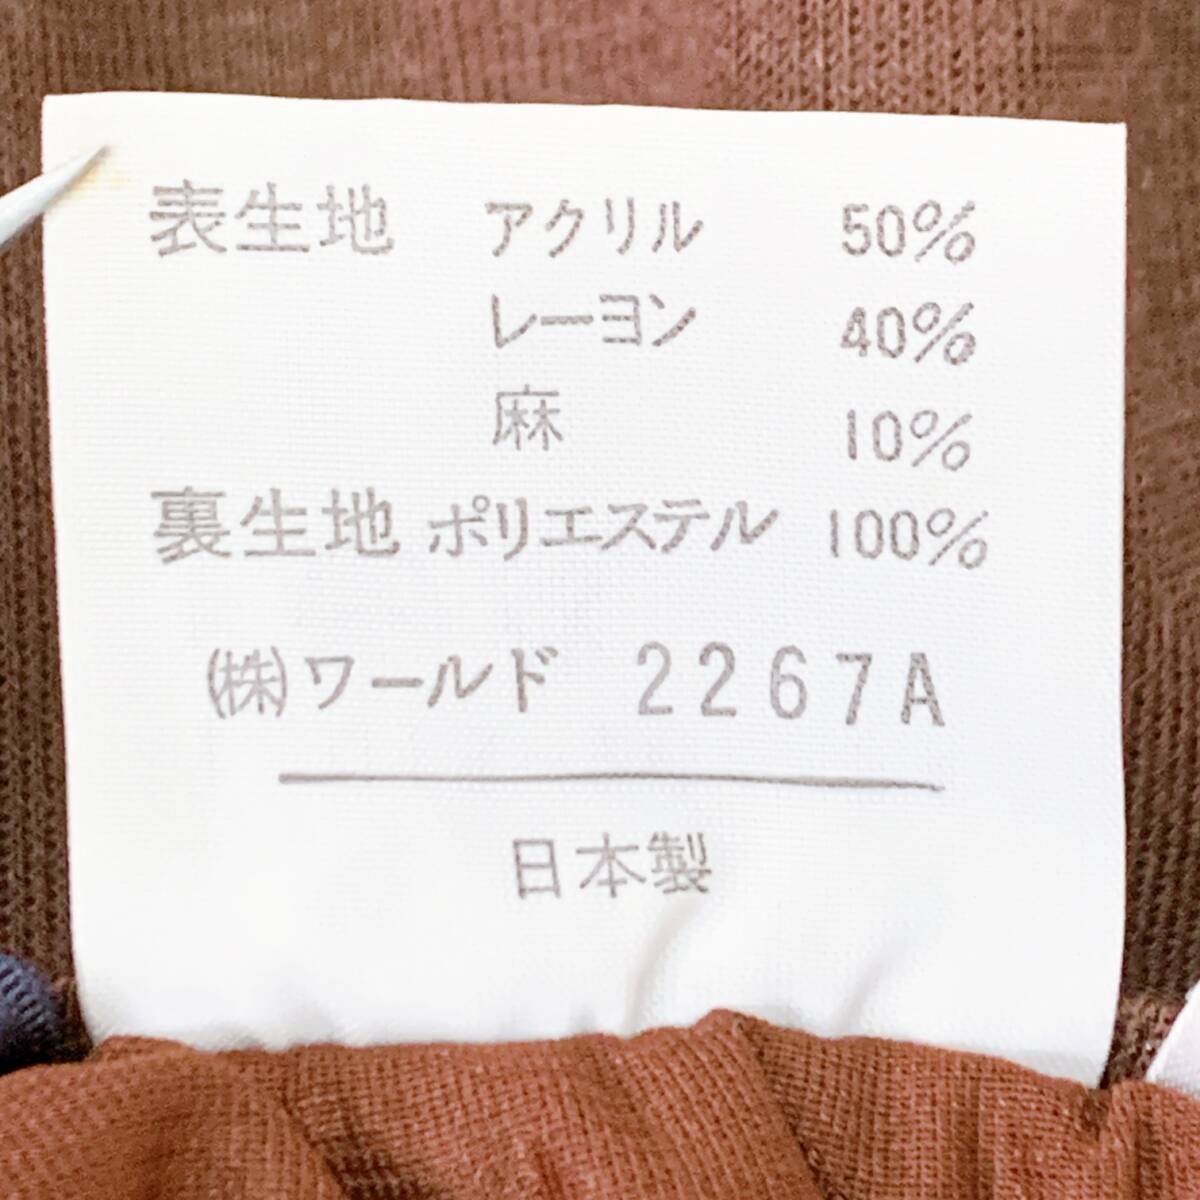 表生地 アクリル 50%
レーヨン 40%
麻 10%
裏生地 ポリエステル 100%
㈱ワールド 2267A
日本製